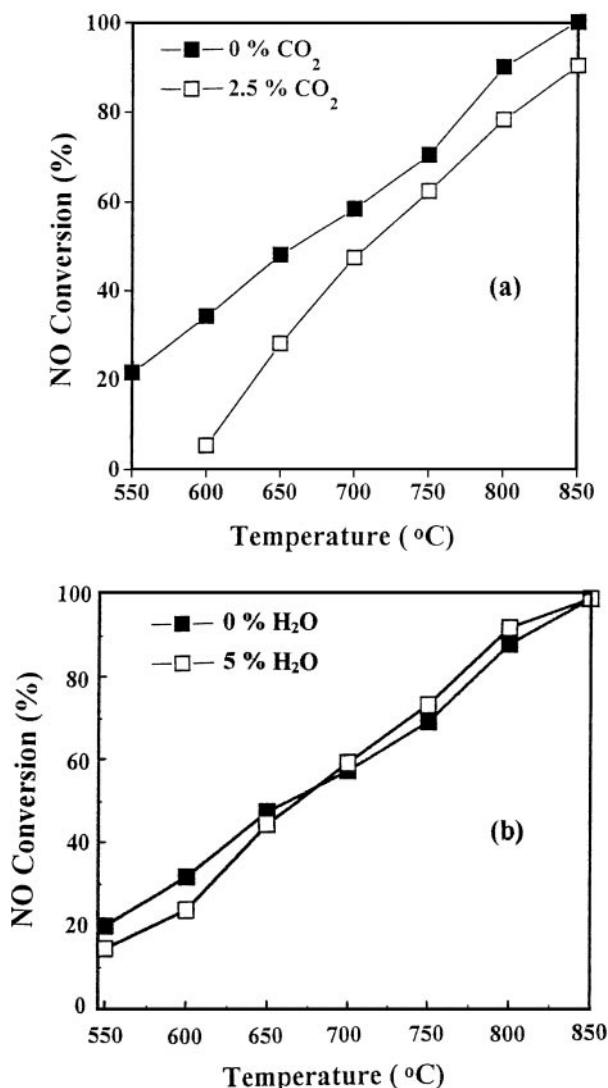 100
80
60
40
20
0
NO Conversion (%)
0 % CO₂
2.5 % CO₂
(a)
550 600 650 700 750 800 850
Temperature ( ºC)
100
80
60
40
20
0
NO Conversion (%)
0 % H₂O
5 % H₂O
(b)
550 600 650 700 750 800 850
Temperature ( ºC)